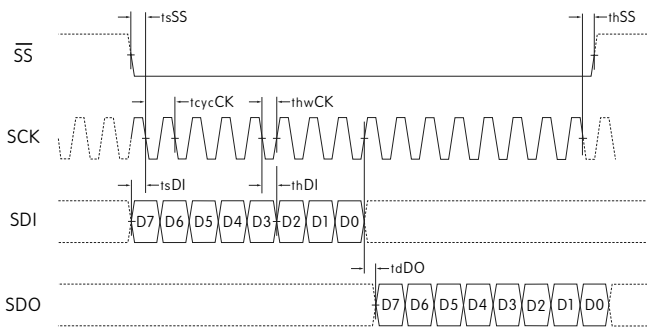 tsSS
thSS
SS
tcycCK
thwCK
SCK
tsDI
thDI
SDI
D7 D6 D5 D4 D3 D2 D1 D0
tdDO
SDO
D7 D6 D5 D4 D3 D2 D1 D0